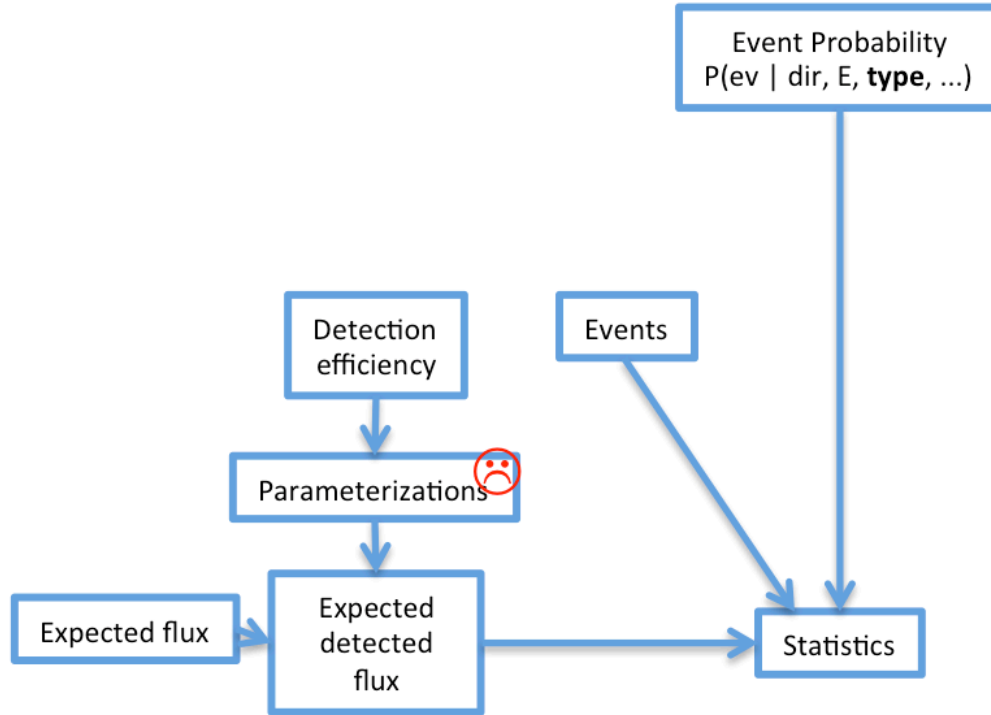 Event Probability
P(ev | dir, E, type, ...)
Detection
efficiency
Events
Parameterizations
Expected flux
Expected
detected
flux
Statistics